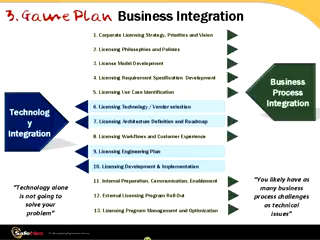 3. Game Plan Business Integration
1. Corporate Licensing Strategy, Priorities and Vision
2. Licensing Philosophies and Policies
3. License Model Development
4. Licensing Requirement Specification Development
5. Licensing Use Case Identification
6. Licensing Technology / Vendor selection
7. Licensing Architecture Definition and Roadmap
8. Licensing Workflows and Customer Experience
9. Licensing Engineering Plan
10. Licensing Development & Implementation
11. Internal Preparation, Communication, Enablement
12. External Licensing Program Roll Out
13. Licensing Program Management and Optimization
Technolog
y
Integration
Business
Process
Integration
"Technology alone
is not going to
solve your
problem"
"You likely have as
many business
process challenges
as technical
issues"
SafeNet